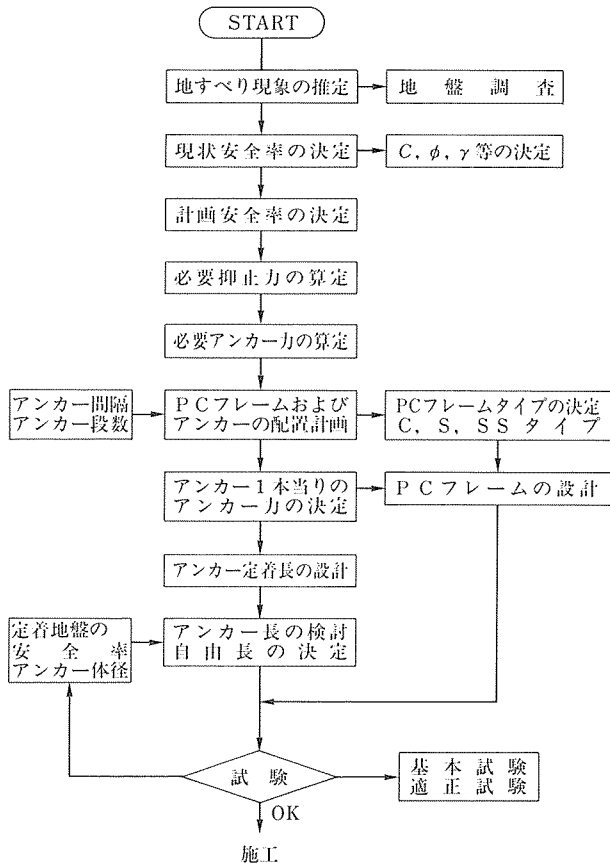 START
地すべり現象の推定
地盤調査
現状安全率の決定
C, φ, γ等の決定
計画安全率の決定
必要抑止力の算定
必要アンカー力の算定
アンカー間隔
アンカー段数
PCフレームおよび
アンカーの配置計画
PCフレームタイプの決定
C, S, SSタイプ
アンカー1本当りの
アンカー力の決定
PCフレームの設計
アンカー定着長の設計
定着地盤の
安全率
アンカー体径
アンカー長の検討
自由長の決定
試験
基本試験
適正試験
OK
施工